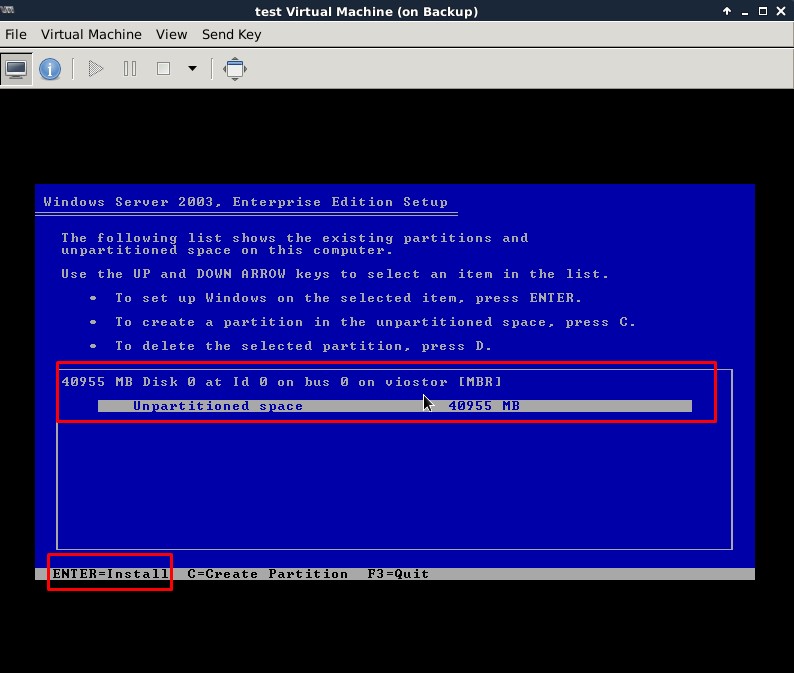 test Virtual Machine (on Backup)
File Virtual Machine View Send Key
Windows Server 2003, Enterprise Edition Setup
The following list shows the existing partitions and
unpartitioned space on this computer.
Use the UP and DOWN ARROW keys to select an item in the list.
• To set up Windows on the selected item, press ENTER.
• To create a partition in the unpartitioned space, press C.
• To delete the selected partition, press D.
40955 MB Disk 0 at Id 0 on bus 0 on viostor [MBR]
Unpartitioned space 40955 MB
ENTER=Install C=Create Partition F3=Quit